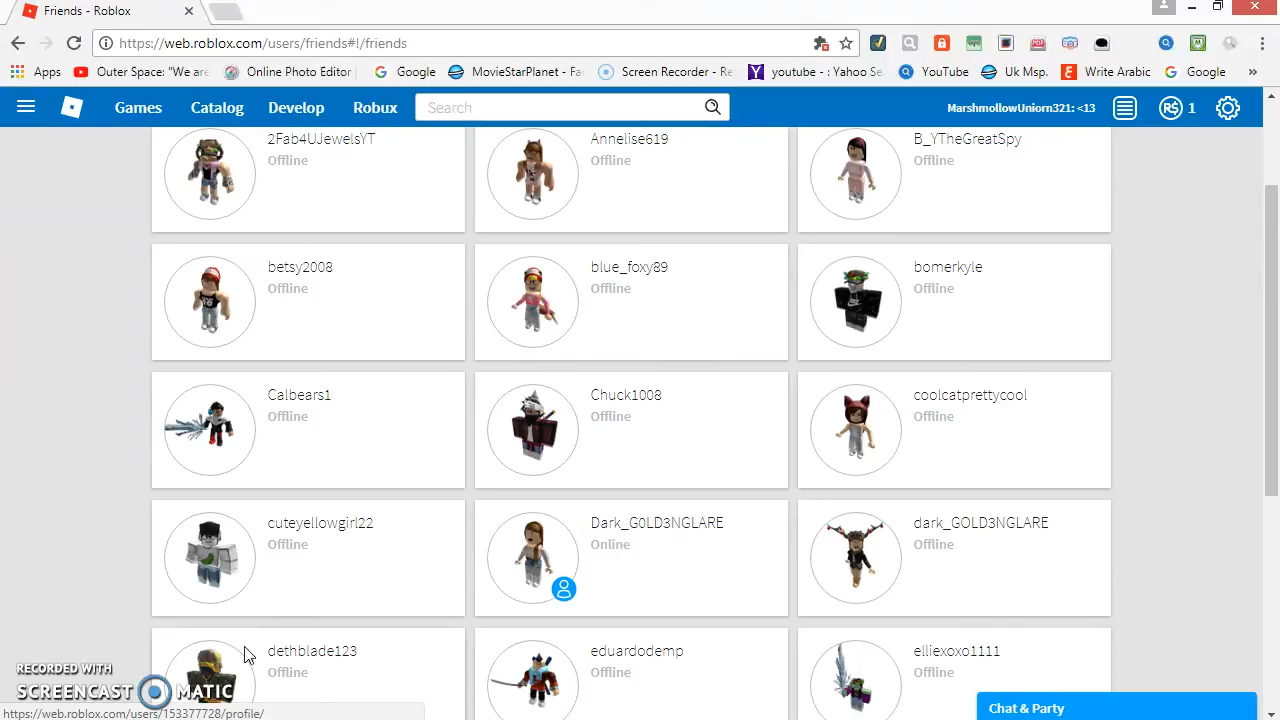 Friends - Roblox
https://web.roblox.com/users/friends#!/friends
Apps Outer Space: "We are Online Photo Editor Google MovieStarPlanet - Fa Screen Recorder youtube - : Yahoo Se YouTube Uk Msp. Write Arabic Google »
Games Catalog Develop Robux Search MarshmollowUniorn321: <13 R$ 1
2Fab4UJewelsYT Annelise619 B_YTheGreatSpy
Offline Offline Offline
betsy2008 blue_foxy89 bomerkyle
Offline Offline Offline
Calbears1 Chuck1008 coolcatprettycool
Offline Offline Offline
cuteyellowgirl22 Dark_G0LD3NGLARE dark_GOLD3NGLARE
Offline Online Offline
dethblade123 eduardodemp elliexoxo1111
Offline Offline Offline
RECORDED WITH
SCREENCAST MATIC
Chat & Party
https://web.roblox.com/users/153377728/profile/